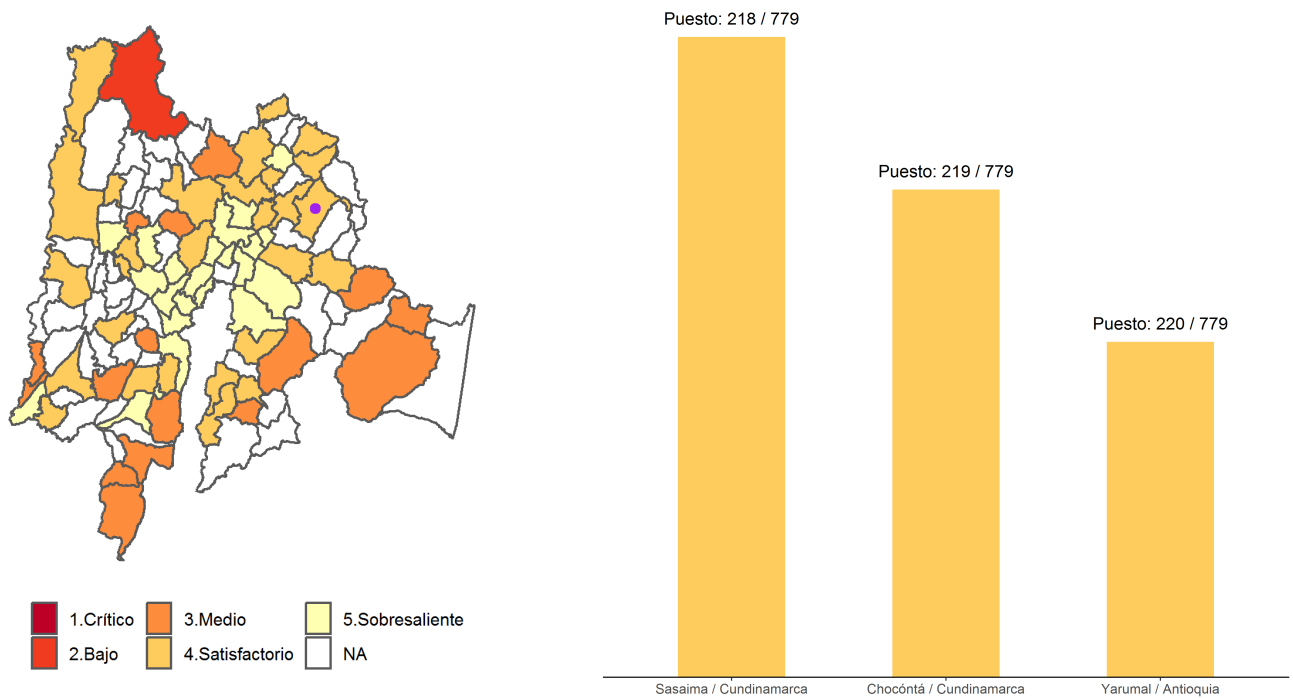 Puesto: 218 / 779
Puesto: 219 / 779
Puesto: 220 / 779
Sasaima / Cundinamarca
Chocóntá / Cundinamarca
Yarumal / Antioquia
1.Crítico
3.Medio
5.Sobresaliente
2.Bajo
4.Satisfactorio
NA